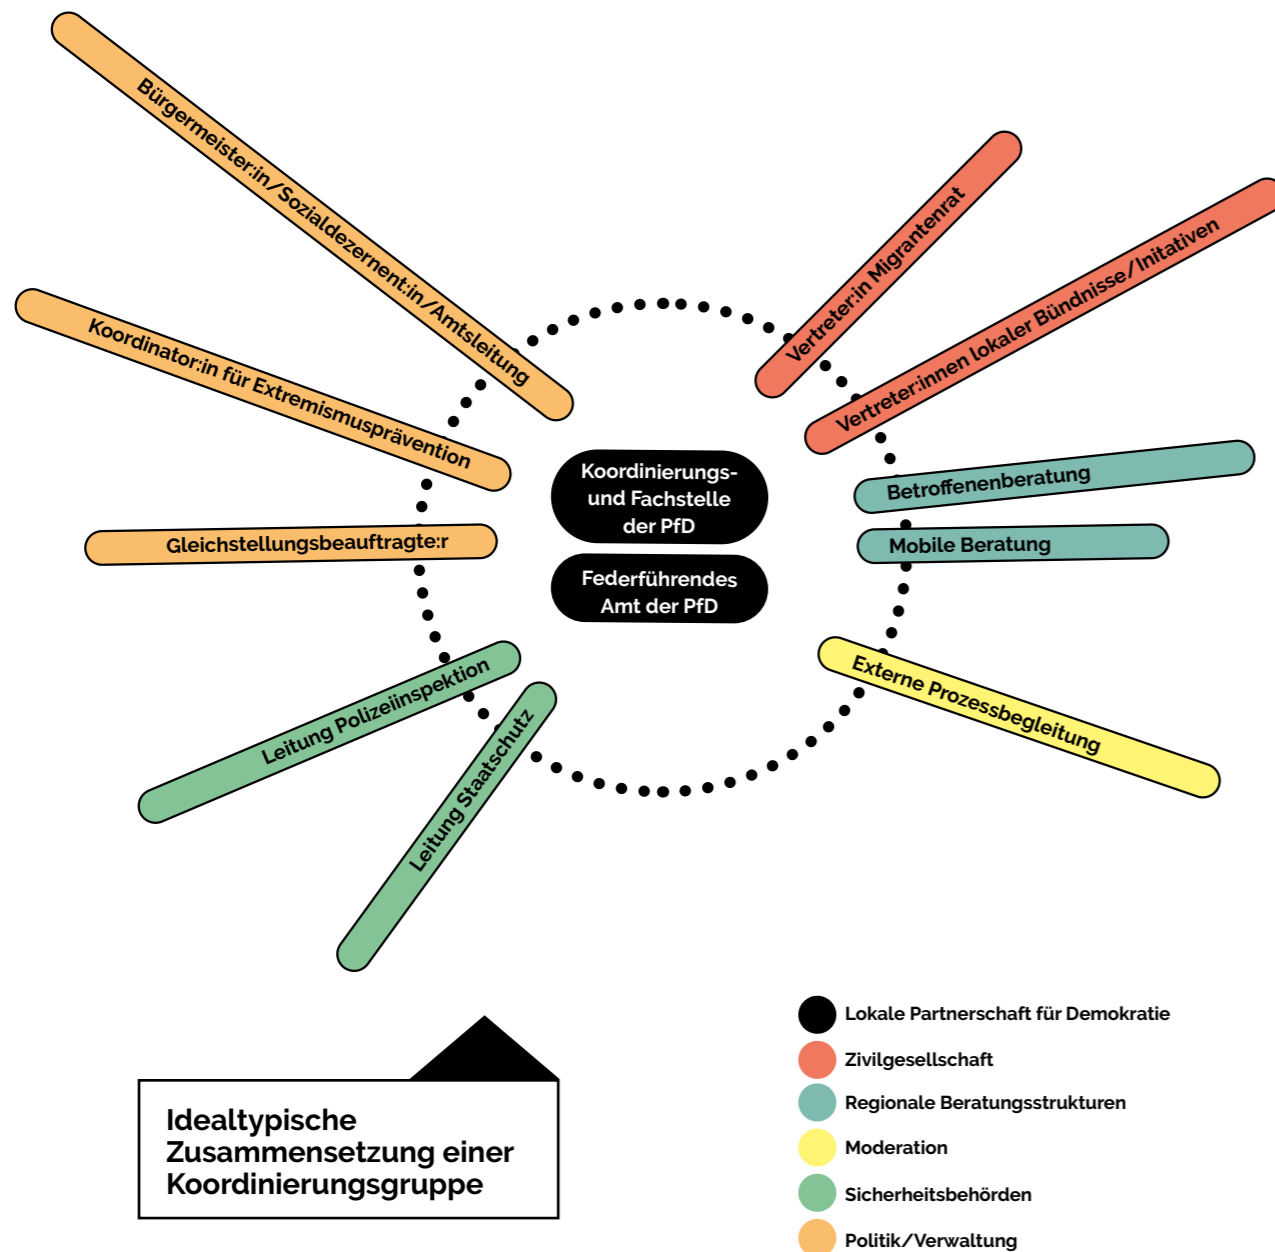 Bürgermeister:in/Sozialdezernent:in/Amtsleitung
Koordinator:in für Extremismusprävention
Gleichstellungsbeauftragte:r
Leitung Polizeiinspektion
Leitung Staatschutz
Vertreter:in Migrantenrat
Vertreter:innen lokaler Bündnisse/Initativen
Betroffenenberatung
Mobile Beratung
Externe Prozessbegleitung
Koordinierungs-
und Fachstelle
der PfD
Federführendes
Amt der PfD
Idealtypische
Zusammensetzung einer
Koordinierungsgruppe
Lokale Partnerschaft für Demokratie
Zivilgesellschaft
Regionale Beratungsstrukturen
Moderation
Sicherheitsbehörden
Politik/Verwaltung